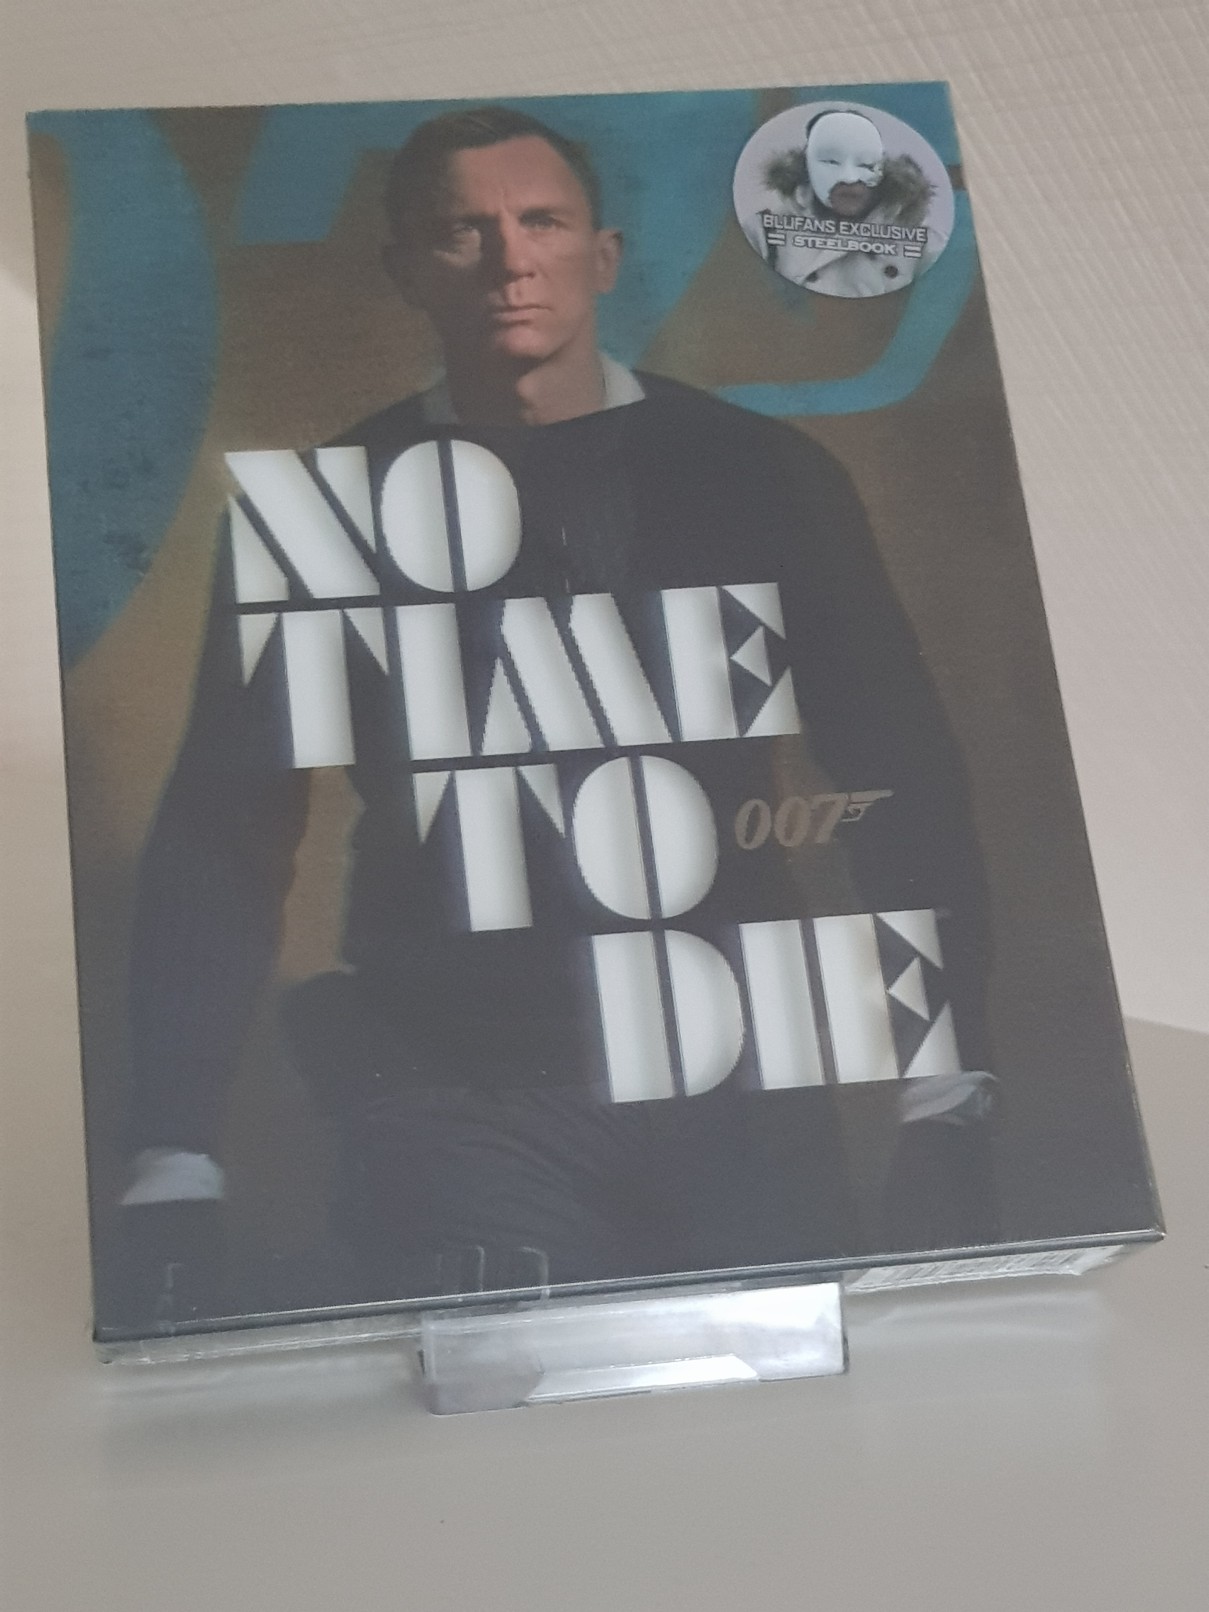 BLUFANS EXCLUSIVE
STEELBOOK
NO
TIME
TO
007
DIE